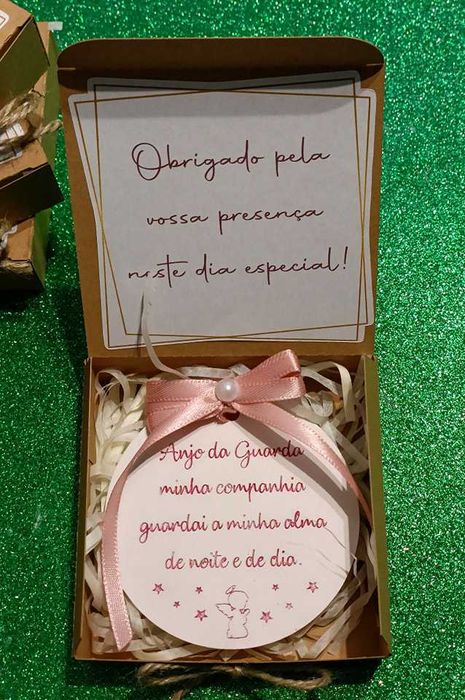 Obrigado pela
vossa presença
neste dia especial!
Anjo da Guarda
minha companhia
guardai a minha alma
de noite e de dia.